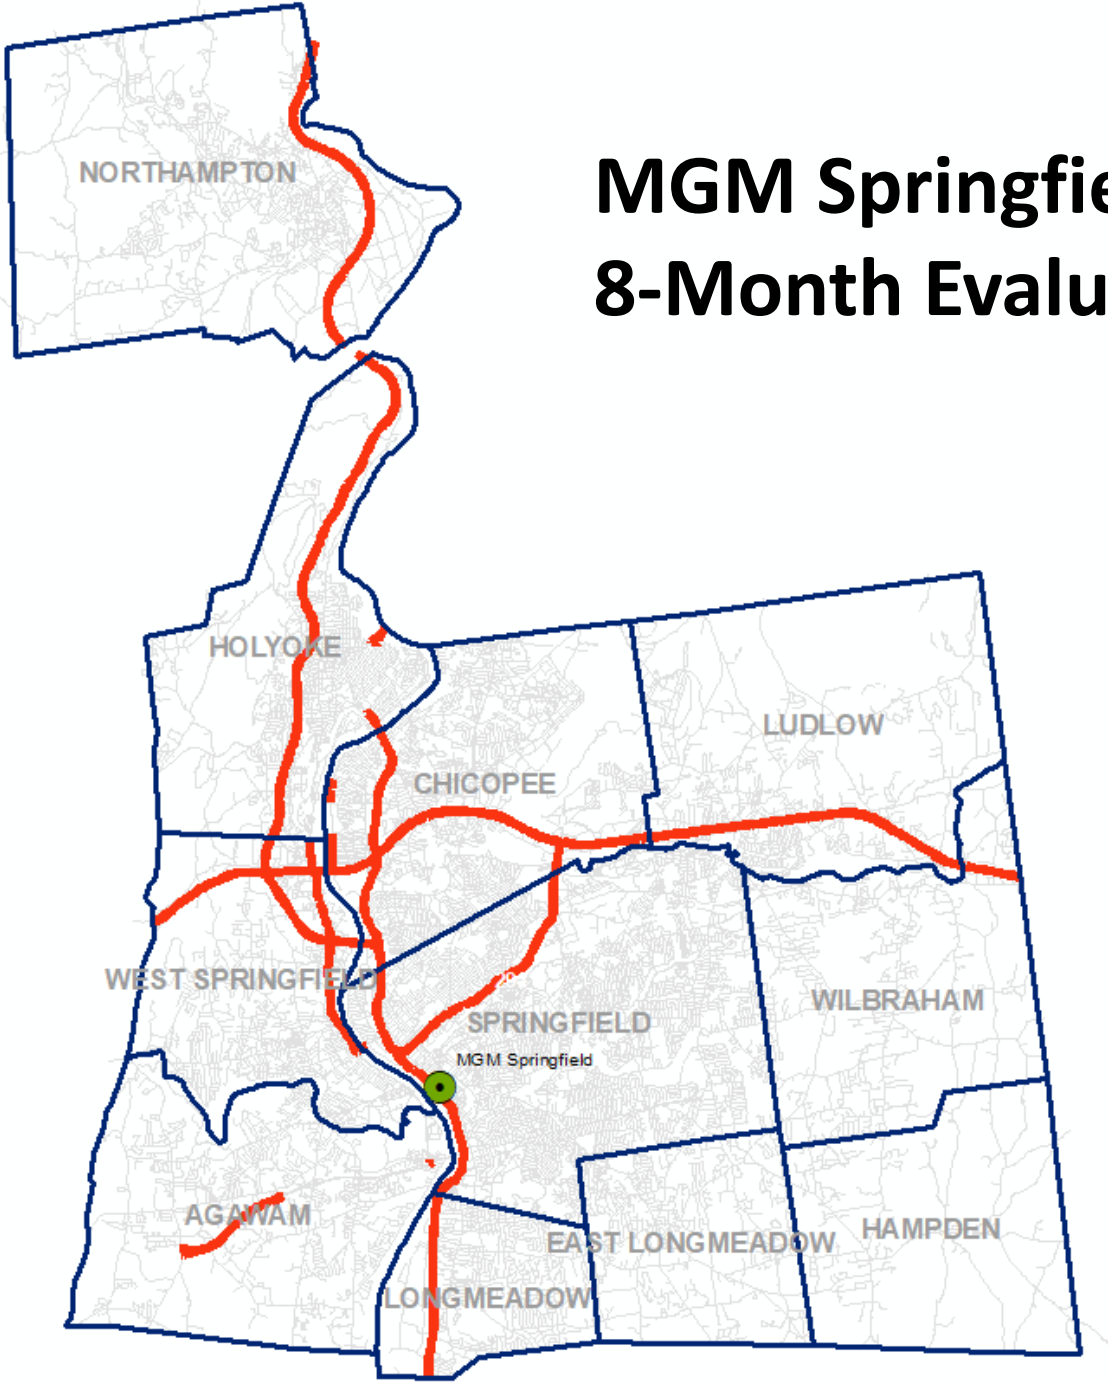 MGM Springfie
8-Month Evalu
NORTHAMPTON
HOLYOKE
LUDLOW
CHICOPEE
WEST SPRINGFIELD
WILBRAHAM
SPRINGFIELD
MGM Springfield
AGAWAM
HAMPDEN
EAST LONGMEADOW
LONGMEADOW